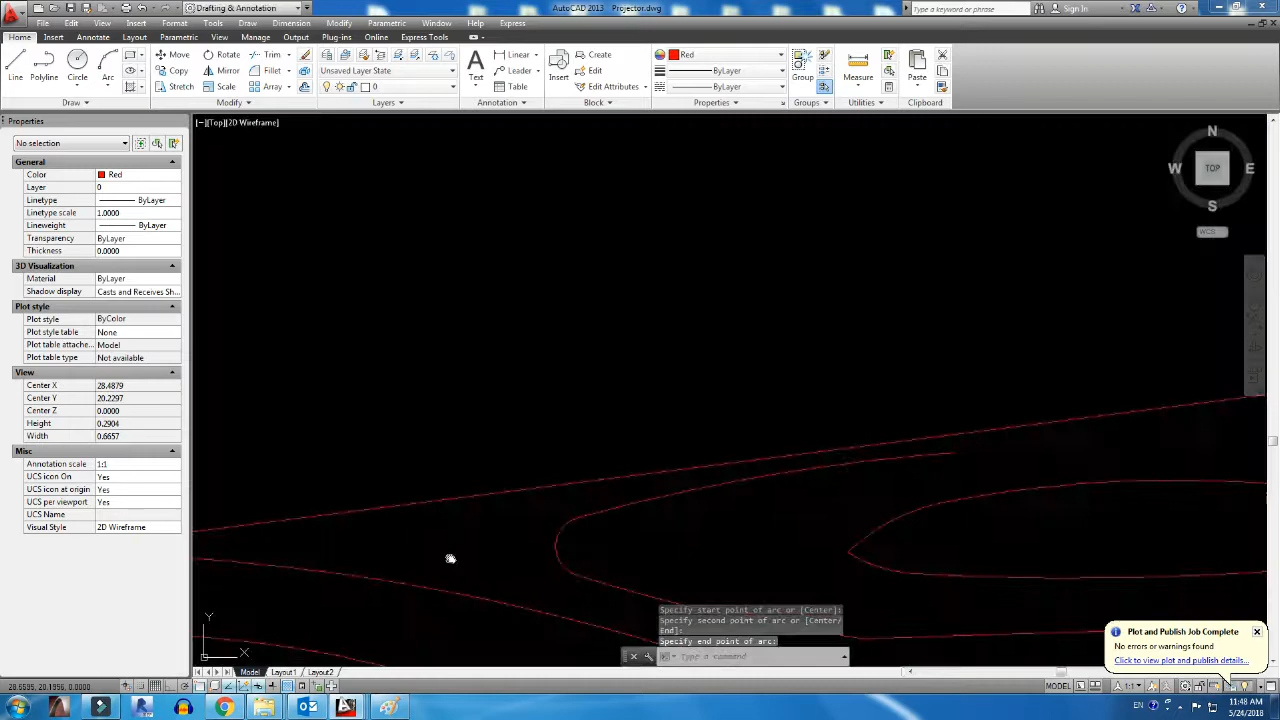 Drafting & Annotation
AutoCAD 2013 Projector.dwg
Type a keyword or phrase
Sign In
File Edit View Insert Format Tools Draw Dimension Modify Parametric Window Help Express
Home Insert Annotate Layout Parametric View Manage Output Plug-ins Online Express Tools
Line
Polyline
Circle
Arc
Move
Rotate
Trim
Copy
Mirror
Fillet
Stretch
Scale
Array
Draw
Modify
Unsaved Layer State
0
Layers
Text
Linear
Leader
Table
Annotation
Insert
Create
Edit
Edit Attributes
Block
Red
ByLayer
ByLayer
Properties
Group
Groups
Measure
Utilities
Paste
Clipboard
Properties
No selection
General
Color Red
Layer 0
Linetype ByLayer
Linetype scale 1.0000
Lineweight ByLayer
Transparency ByLayer
Thickness 0.0000
3D Visualization
Material ByLayer
Shadow display Casts and Receives Sh...
Plot style
Plot style ByColor
Plot style table None
Plot table attache... Model
Plot table type Not available
View
Center X 28.4879
Center Y 20.2297
Center Z 0.0000
Height 0.2904
Width 0.6657
Misc
Annotation scale 1:1
UCS icon On Yes
UCS icon at origin Yes
UCS per viewport Yes
UCS Name
Visual Style 2D Wireframe
[−][Top][2D Wireframe]
N
W
TOP
E
S
WCS
Y
X
Specify start point of arc or [Center]:
Specify second point of arc or [Center/
End]:
Specify end point of arc:
Type a command
Plot and Publish Job Complete
No errors or warnings found
Click to view plot and publish details...
Model Layout1 Layout2
MODEL
1:1
EN
11:48 AM
5/24/2018